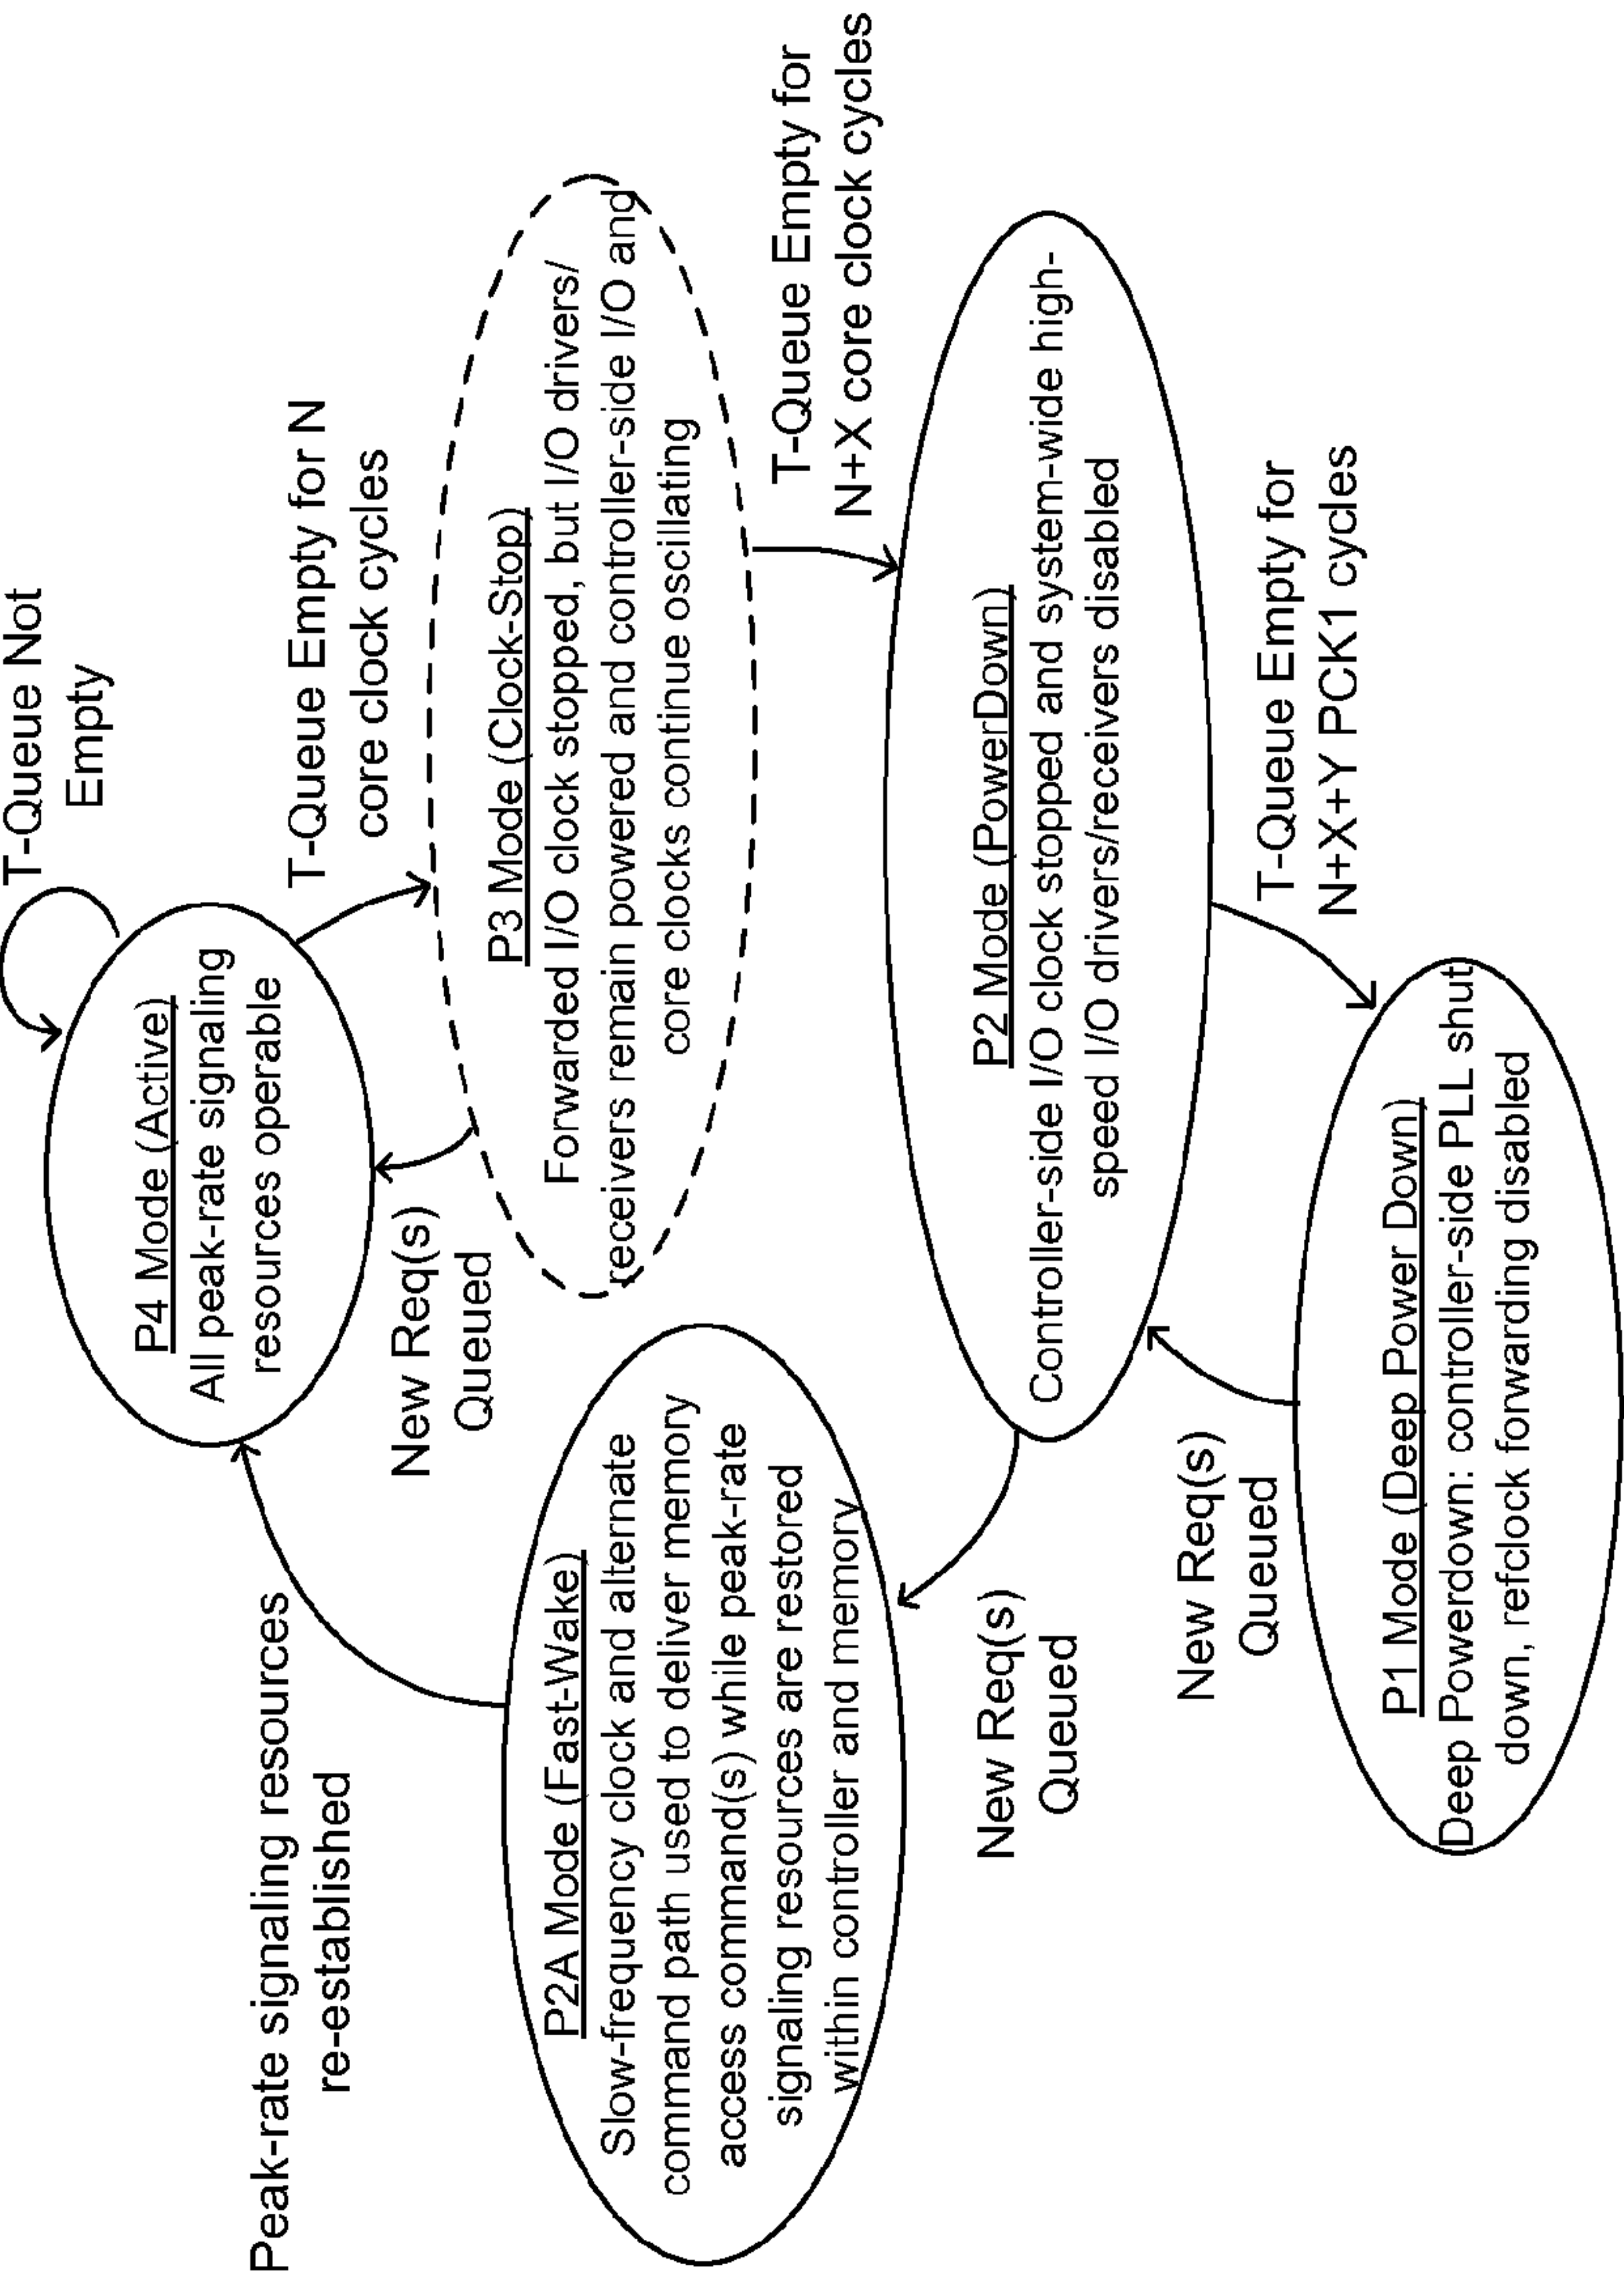 T-Queue Not
Empty
P4 Mode (Active)
All peak-rate signaling
resources operable
T-Queue Empty for N
core clock cycles
Peak-rate signaling resources
re-established
New Req(s)
Queued
P3 Mode (Clock-Stop)
Forwarded I/O clock stopped, but I/O drivers/
receivers remain powered and controller-side I/O and
core clocks continue oscillating
P2A Mode (Fast-Wake)
Slow-frequency clock and alternate
command path used to deliver memory
access command(s) while peak-rate
signaling resources are restored
within controller and memory
T-Queue Empty for
N+X core clock cycles
P2 Mode (PowerDown)
Controller-side I/O clock stopped and system-wide high-
speed I/O drivers/receivers disabled
New Req(s)
Queued
New Req(s)
Queued
T-Queue Empty for
N+X+Y PCK1 cycles
P1 Mode (Deep Power Down)
Deep Powerdown: controller-side PLL shut
down, refclock forwarding disabled